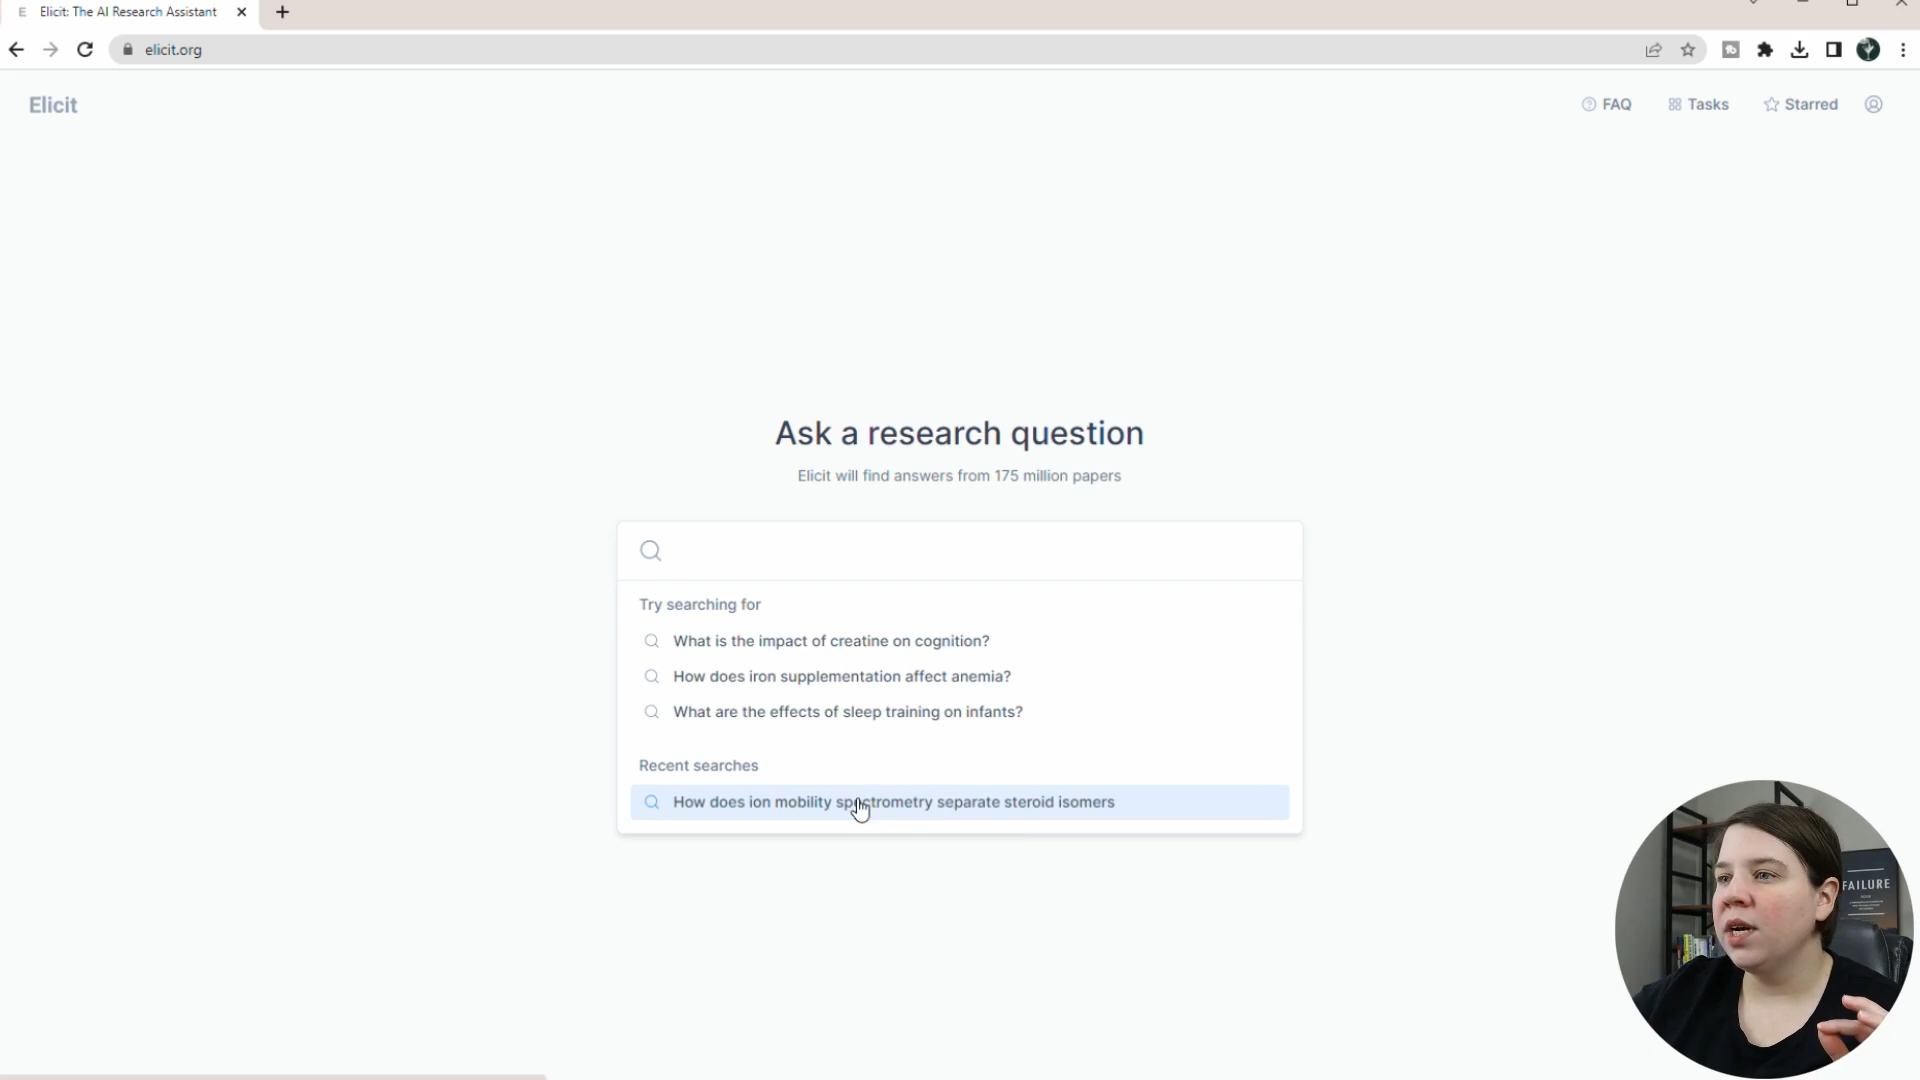 E Elicit: The AI Research Assistant
elicit.org
Elicit
FAQ
Tasks
Starred
Ask a research question
Elicit will find answers from 175 million papers
Try searching for
What is the impact of creatine on cognition?
How does iron supplementation affect anemia?
What are the effects of sleep training on infants?
Recent searches
How does ion mobility spectrometry separate steroid isomers
FAILURE